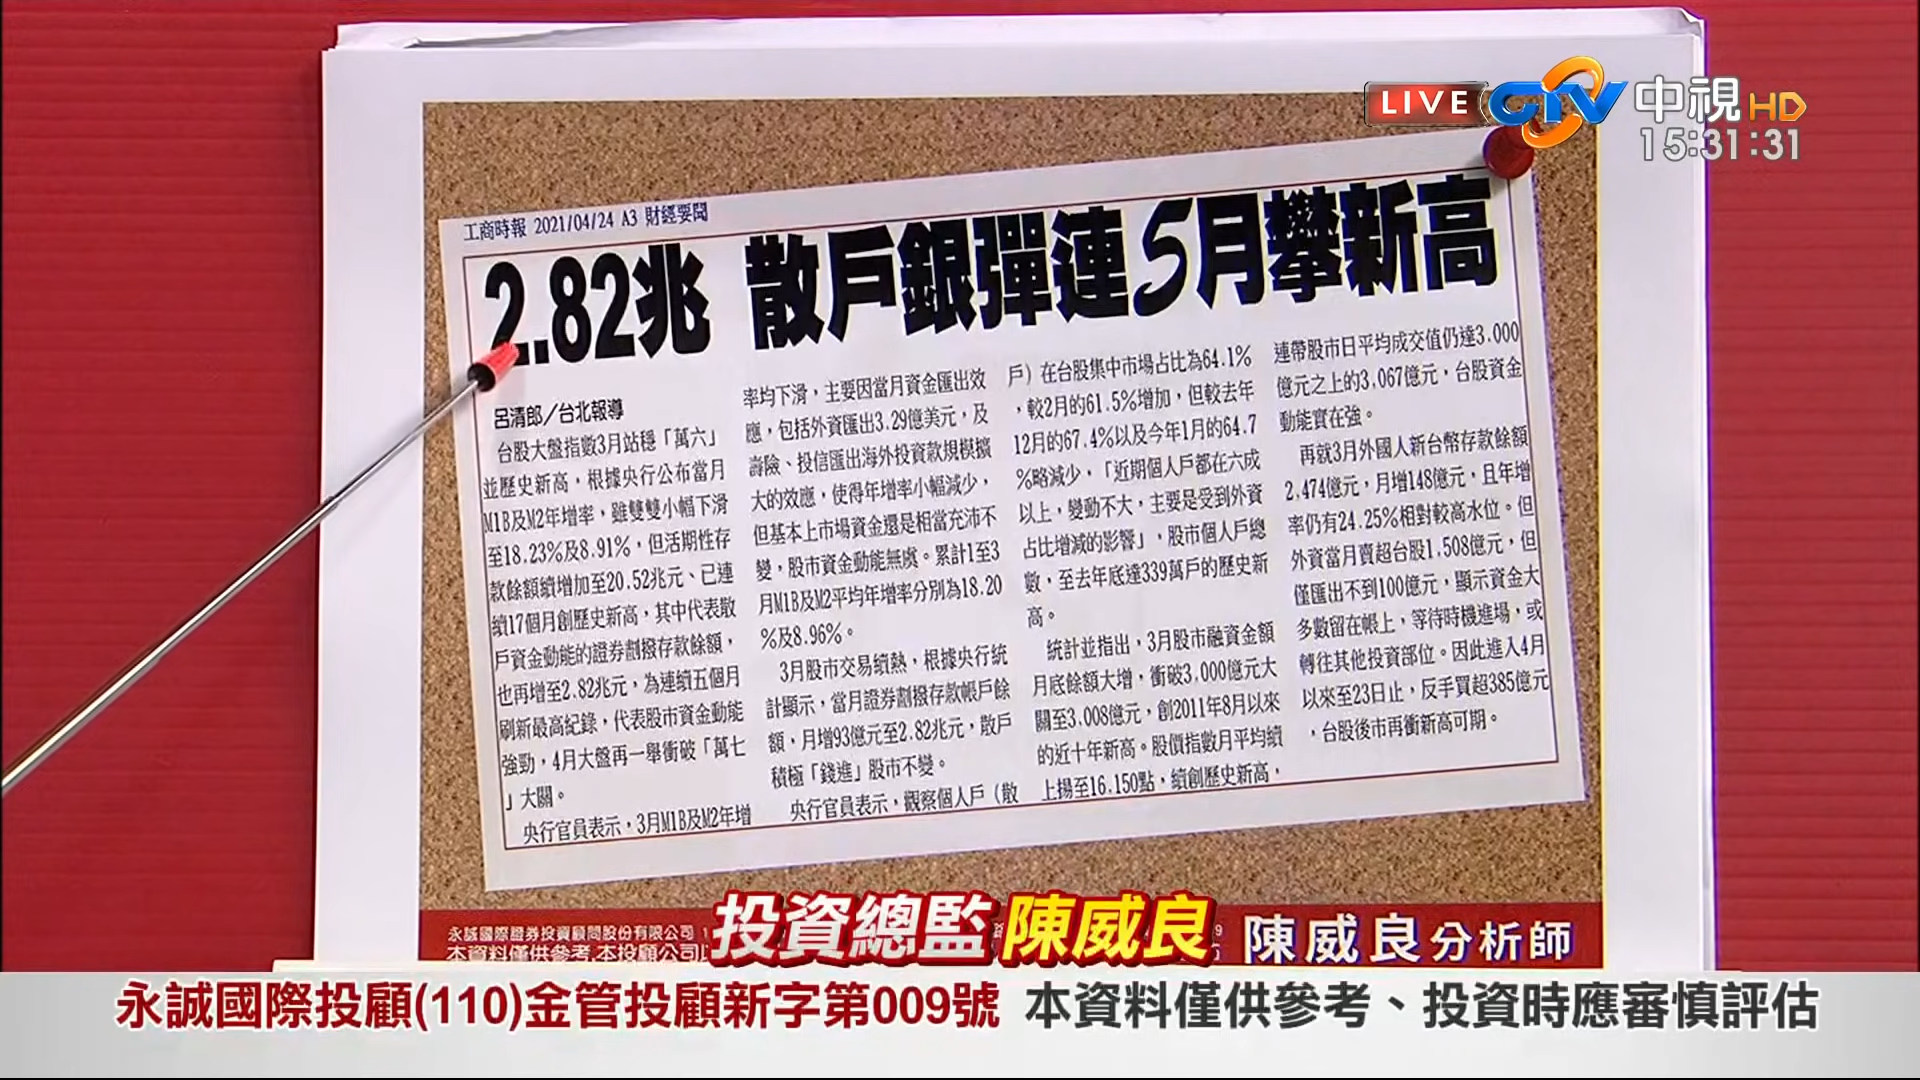 LIVE CTV 中視 HD
15:31:31
工商時報 2021/04/24 A3 財經要聞
2.82兆 散戶銀彈連5月攀新高
呂清郎／台北報導
台股大盤指數3月站穩「萬六」
並歷史新高，根據央行公布當月
M1B及M2年增率，雖雙雙小幅下滑
至18.23%及8.91%，但活期性存
款餘額續增加至20.52兆元、已連
續17個月創歷史新高，其中代表散
戶資金動能的證券劃撥存款餘額，
也再增至2.82兆元，為連續五個月
刷新最高紀錄，代表股市資金動能
強勁，4月大盤再一舉衝破「萬七
」大關。
央行官員表示，3月M1B及M2年增
率均下滑，主要因當月資金匯出效
應，包括外資匯出3.29億美元，及
壽險、投信匯出海外投資款規模擴
大的效應，使得年增率小幅減少，
但基本上市場資金還是相當充沛不
變，股市資金動能無虞。累計1至3
月M1B及M2平均年增率分別為18.20
%及8.96%。
3月股市交易續熱，根據央行統
計顯示，當月證券劃撥存款帳戶餘
額，月增93億元至2.82兆元，散戶
積極「錢進」股市不變。
央行官員表示，觀察個人戶（散
戶）在台股集中市場占比為64.1%
，較2月的61.5%增加，但較去年
12月的67.4%以及今年1月的64.7
%略減少，「近期個人戶都在六成
以上，變動不大，主要是受到外資
占比增減的影響」，股市個人戶總
數，至去年底達339萬戶的歷史新
高。
統計並指出，3月股市融資金額
月底餘額大增，衝破3,000億元大
關至3,008億元，創2011年8月以來
的近十年新高。股價指數月平均續
上揚至16,150點，續創歷史新高，
連帶股市日平均成交值仍達3,000
億元之上的3,067億元，台股資金
動能實在強。
再就3月外國人新台幣存款餘額
2,474億元，月增148億元，且年增
率仍有24.25%相對較高水位。但
外資當月賣超台股1,508億元，但
僅匯出不到100億元，顯示資金大
多數留在帳上，等待時機進場，或
轉往其他投資部位。因此進入4月
以來至23日止，反手買超385億元
，台股後市再衝新高可期。
永誠國際證券投資顧問股份有限公司
本資料僅供參考，本投顧公司
投資總監 陳威良
陳威良 分析師
永誠國際投顧(110)金管投顧新字第009號 本資料僅供參考、投資時應審慎評估